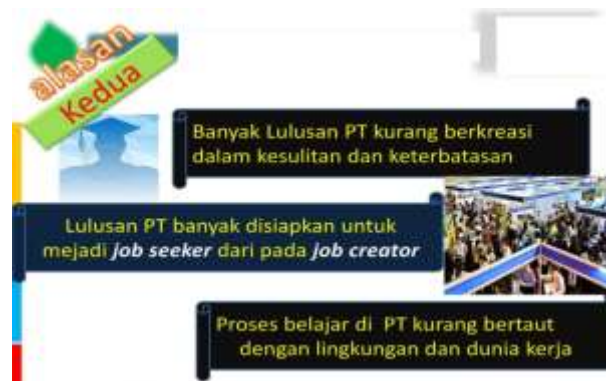 alasan
Kedua
Banyak Lulusan PT kurang berkreasi
dalam kesulitan dan keterbatasan
Lulusan PT banyak disiapkan untuk
mejadi job seeker dari pada job creator
Proses belajar di PT kurang bertaut
dengan lingkungan dan dunia kerja